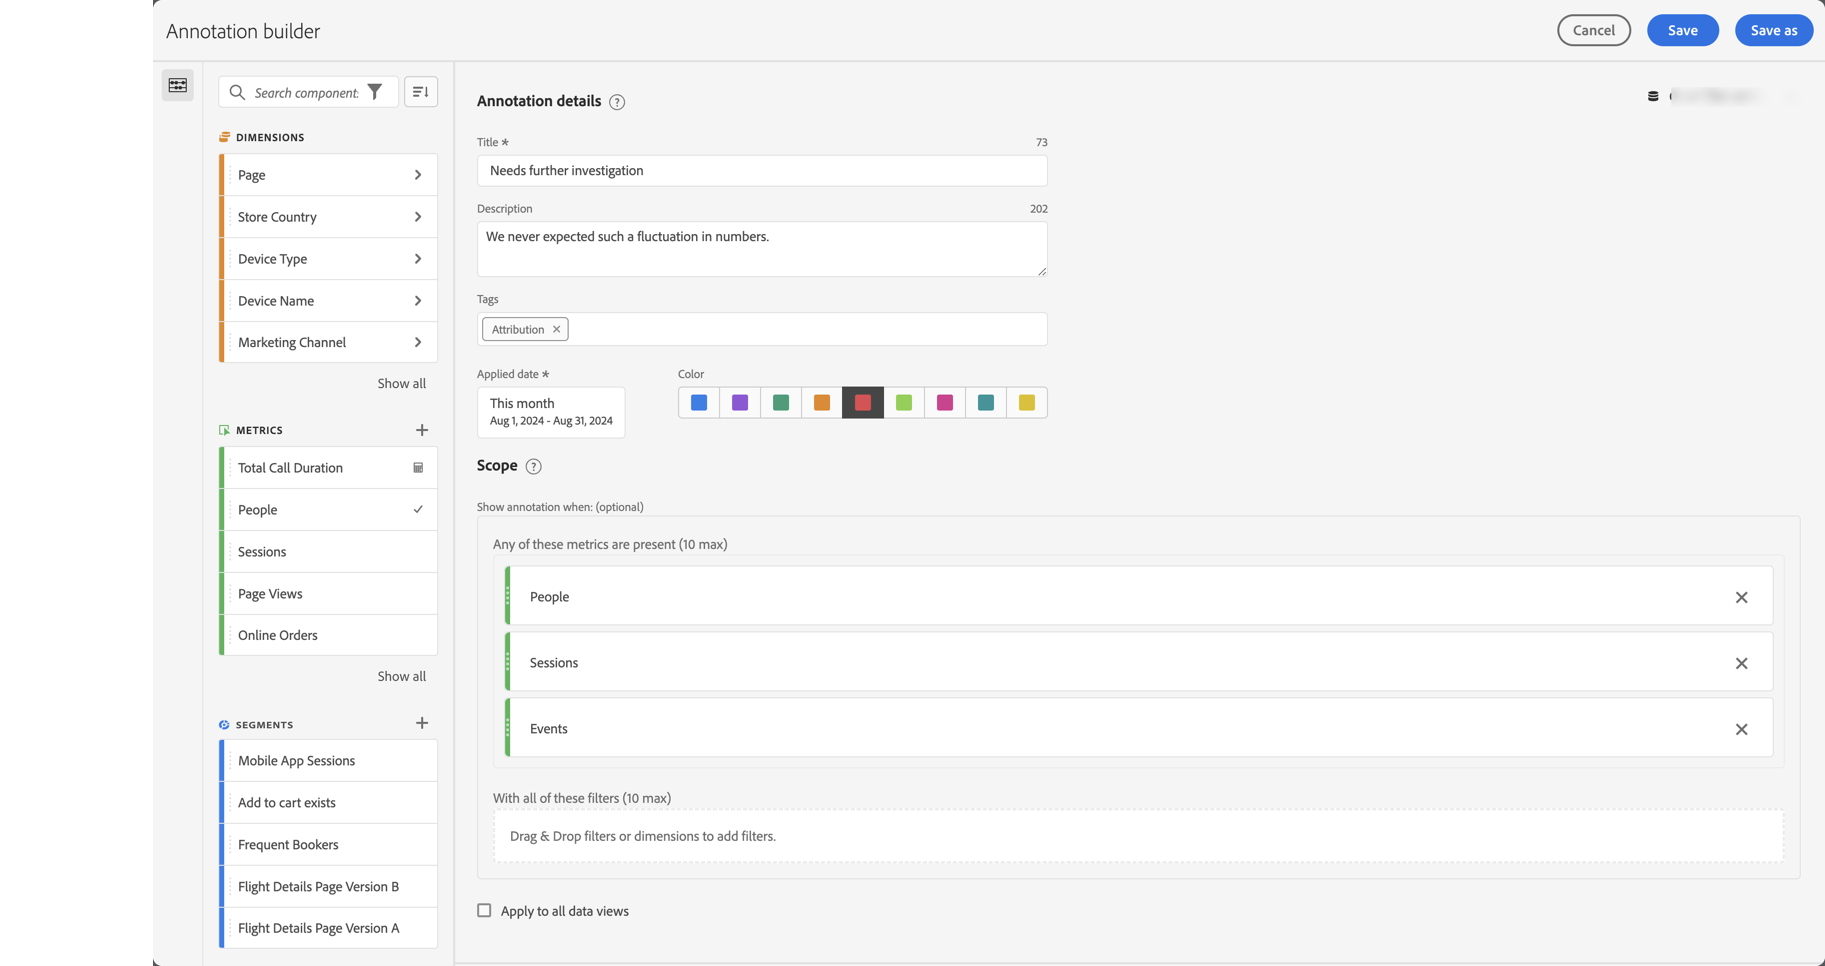 Annotation builder
Cancel
Save
Save as
Search component:
DIMENSIONS
Page
Store Country
Device Type
Device Name
Marketing Channel
Show all
METRICS
Total Call Duration
People
Sessions
Page Views
Online Orders
Show all
SEGMENTS
Mobile App Sessions
Add to cart exists
Frequent Bookers
Flight Details Page Version B
Flight Details Page Version A
Annotation details ?
Title * 73
Needs further investigation
Description 202
We never expected such a fluctuation in numbers.
Tags
Attribution
Applied date *
This month
Aug 1, 2024 - Aug 31, 2024
Color
Scope ?
Show annotation when: (optional)
Any of these metrics are present (10 max)
People
Sessions
Events
With all of these filters (10 max)
Drag & Drop filters or dimensions to add filters.
Apply to all data views